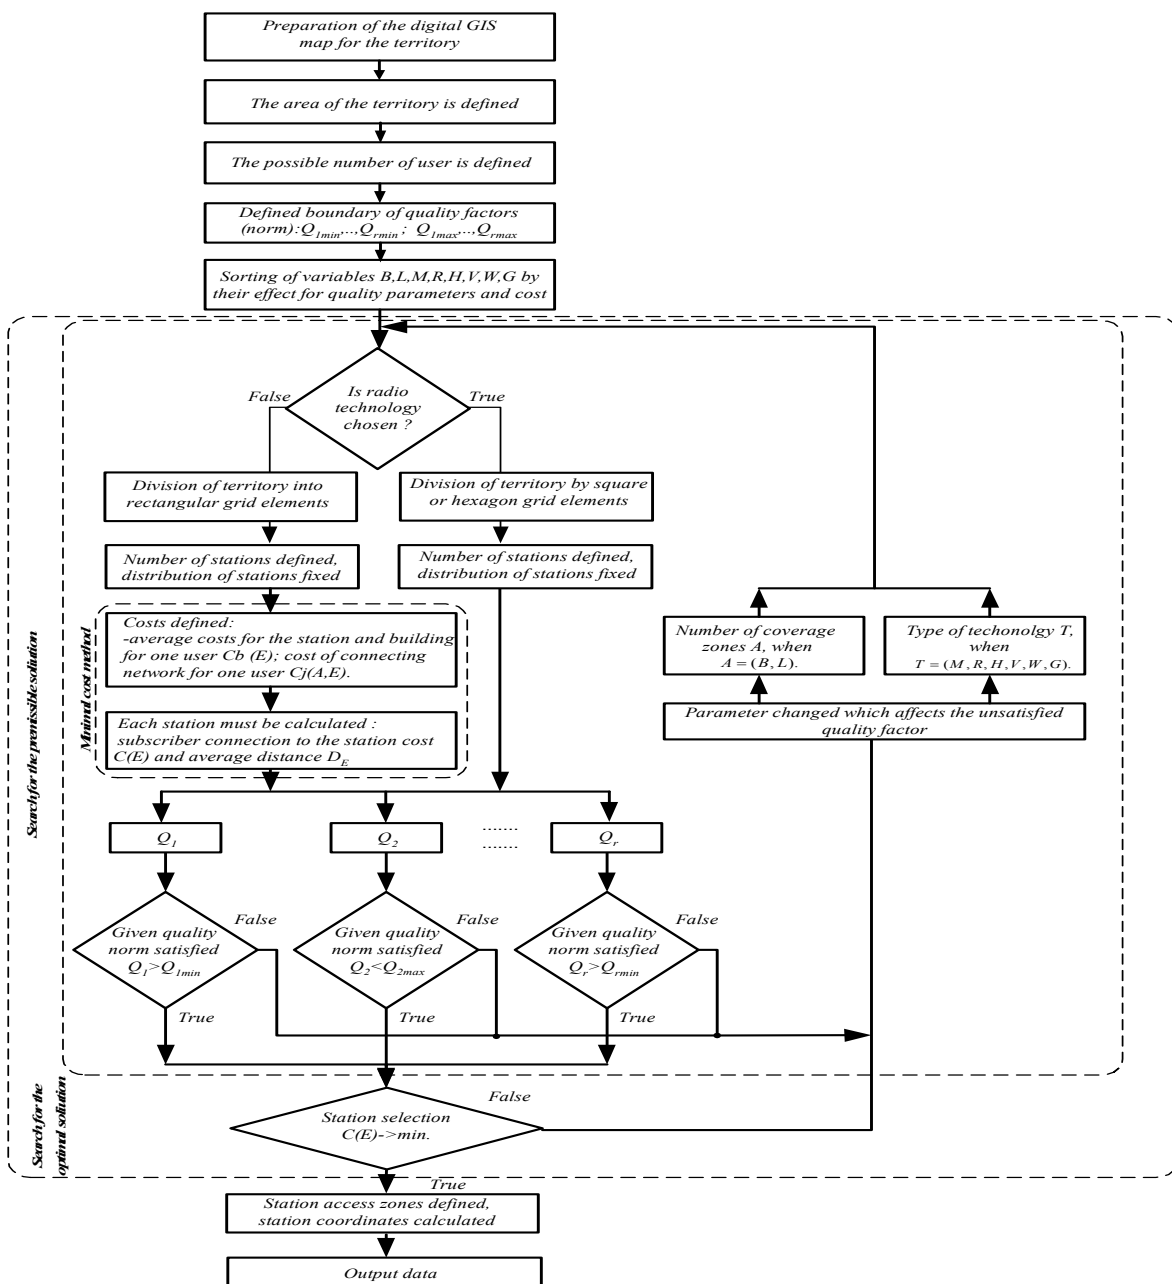 Preparation of the digital GIS
map for the territory
The area of the territory is defined
The possible number of user is defined
Defined boundary of quality factors
(norm):Q1min,..,Qrmin ; Q1max,..,Qrmax
Sorting of variables B,L,M,R,H,V,W,G by
their effect for quality parameters and cost
False
Is radio
technology
chosen ?
True
Division of territory into
rectangular grid elements
Division of territory by square
or hexagon grid elements
Number of stations defined,
distribution of stations fixed
Number of stations defined,
distribution of stations fixed
Costs defined:
-average costs for the station and building
for one user Cb (E); cost of connecting
network for one user Cj(A,E).
Each station must be calculated :
subscriber connection to the station cost
C(E) and average distance DE
Minimal cost method
Number of coverage
zones A, when
A = (B, L).
Type of techonolgy T,
when
T = (M, R, H, V, W, G).
Parameter changed which affects the unsatisfied
quality factor
Search for the premissible soliution
Q1
Q2
.......
.......
Qr
Given quality
norm satisfied
Q1>Q1min
False
True
Given quality
norm satisfied
Q2<Q2max
False
True
Given quality
norm satisfied
Qr>Qrmin
False
True
Search for the
optimal soliution
Station selection
C(E)->min.
False
True
Station access zones defined,
station coordinates calculated
Output data